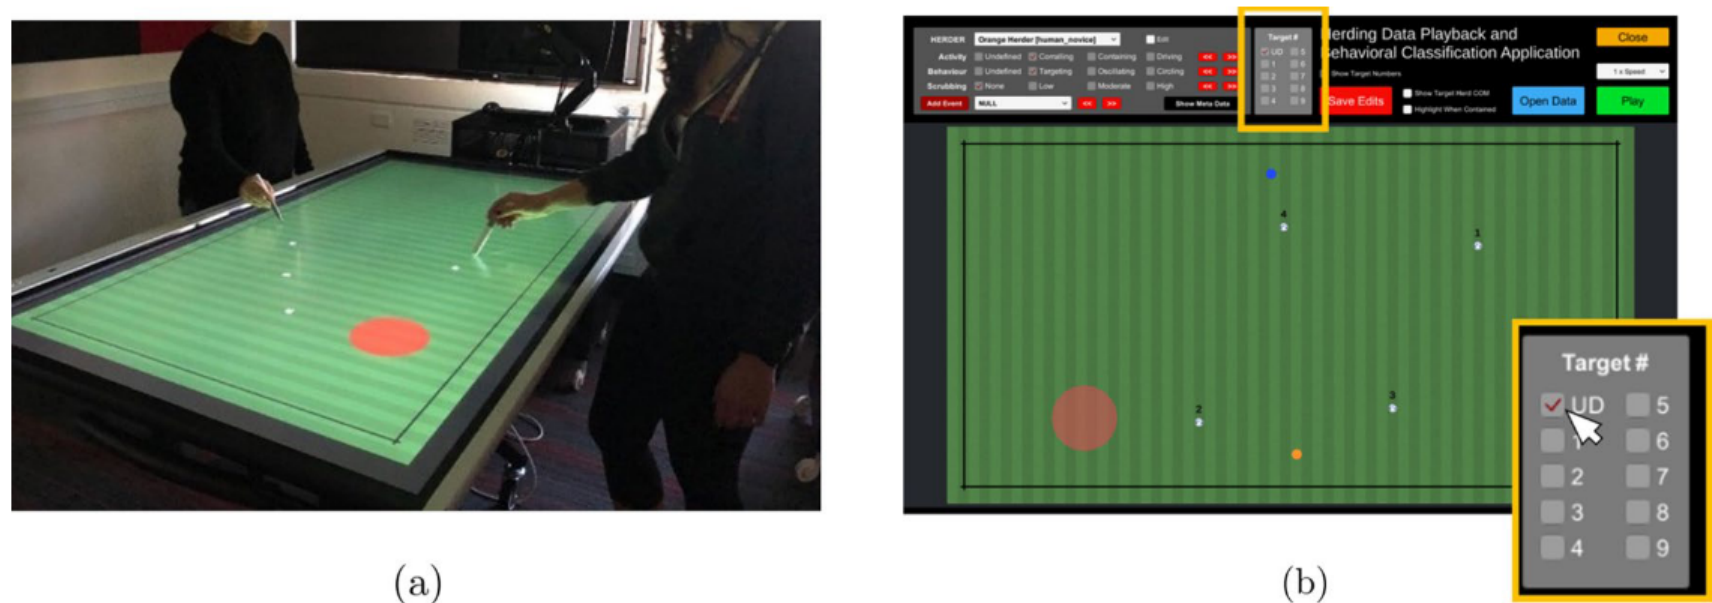 HERDER Orange Herder [human_novice] Edit
Activity Undefined Corralling Containing Driving << >>
Behaviour Undefined Targeting Oscillating Circling << >>
Scrubbing None Low Moderate High << >>
Add Event NULL << >> Show Meta Data
Target #
UD 5
1 6
2 7
3 8
4 9
Herding Data Playback and
Behavioral Classification Application
Show Target Numbers
Save Edits
Show Target Herd COM
Highlight When Contained
Open Data
Close
1 x Speed
Play
4
1
3
2
Target #
UD 5
1 6
2 7
3 8
4 9
(a)
(b)